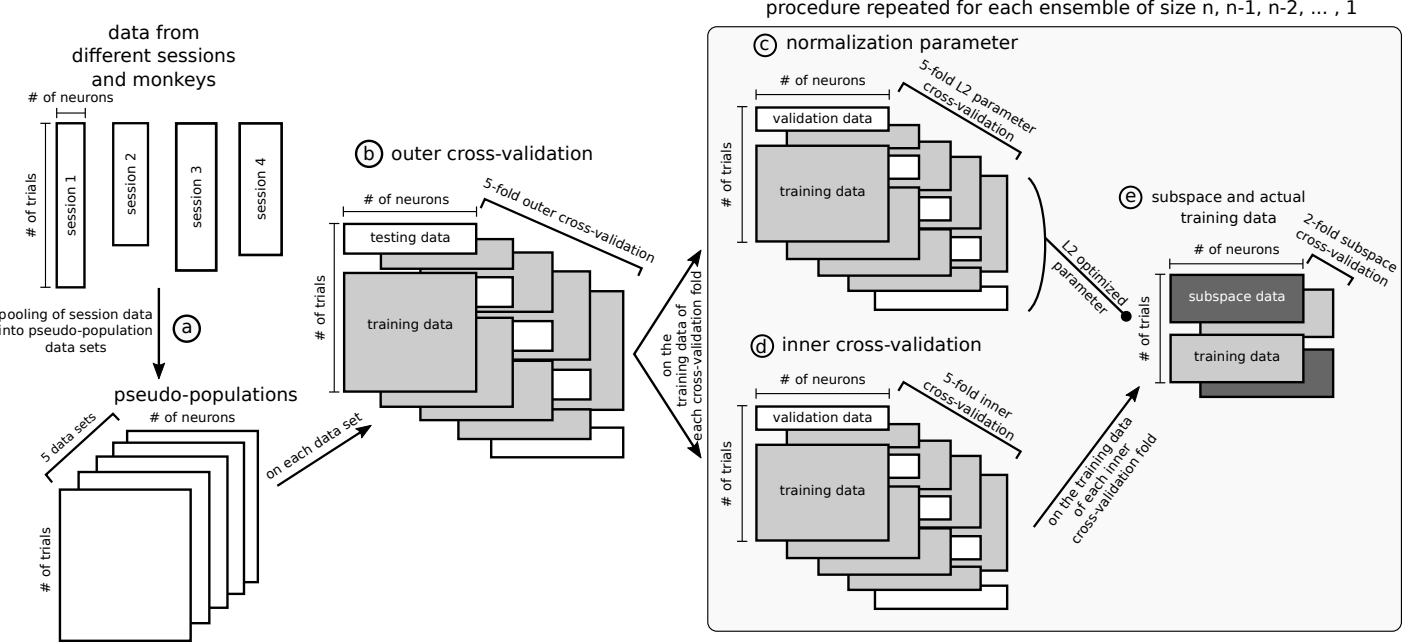 procedure repeated for each ensemble of size n, n-1, n-2, ... , 1
data from
different sessions
and monkeys
# of neurons
# of trials
session 1
session 2
session 3
session 4
pooling of session data
into pseudo-population
data sets
a
pseudo-populations
# of neurons
5 data sets
# of trials
on each data set
b outer cross-validation
5-fold outer cross-validation
# of neurons
testing data
# of trials
training data
on the
training data of
each cross-validation fold
c normalization parameter
5-fold L2 parameter
cross-validation
# of neurons
validation data
# of trials
training data
L2 optimized
parameter
d inner cross-validation
5-fold inner
cross-validation
# of neurons
validation data
# of trials
training data
on the training data
of each inner
cross-validation fold
e subspace and actual
training data
2-fold subspace
cross-validation
# of neurons
subspace data
# of trials
training data